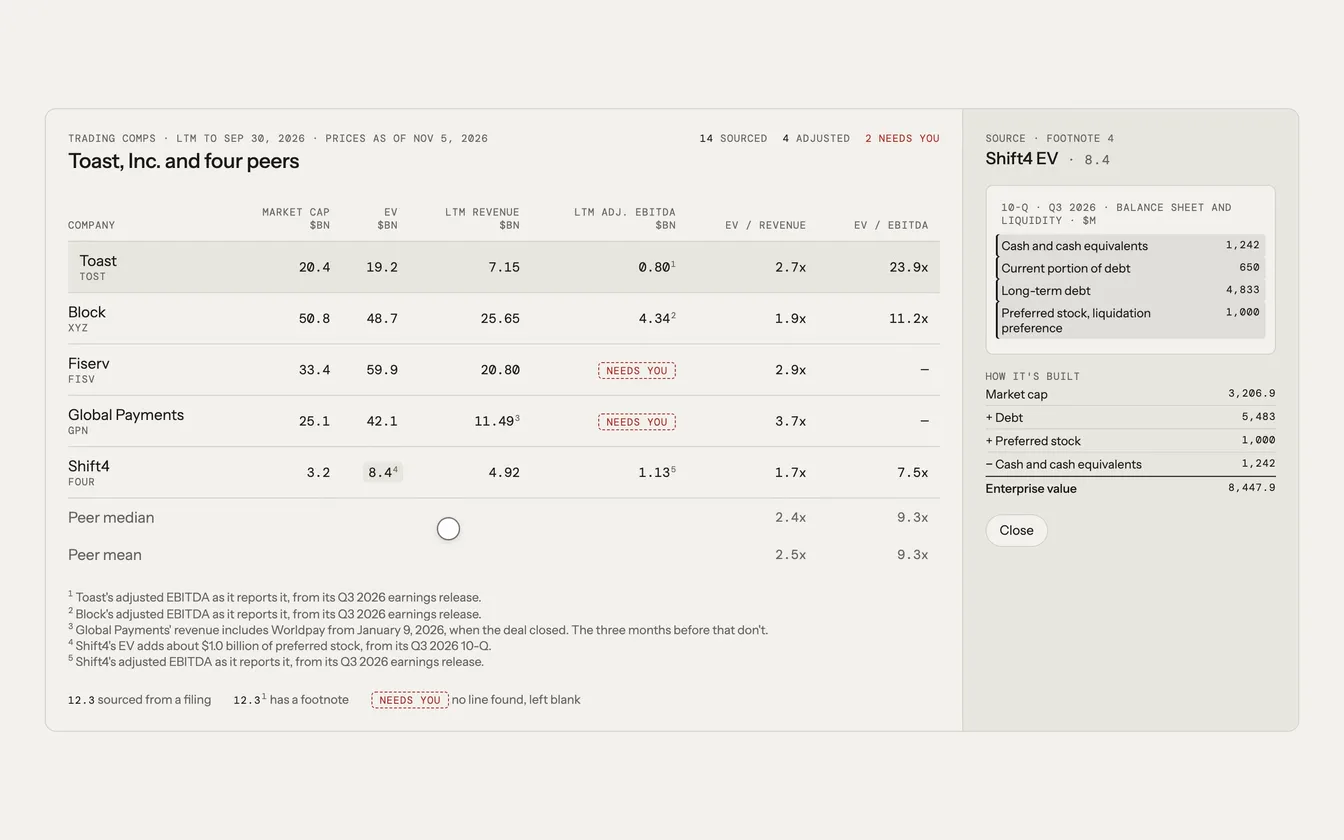 TRADING COMPS · LTM TO SEP 30, 2026 · PRICES AS OF NOV 5, 2026
14 SOURCED 4 ADJUSTED 2 NEEDS YOU
Toast, Inc. and four peers
COMPANY MARKET CAP $BN EV $BN LTM REVENUE $BN LTM ADJ. EBITDA $BN EV / REVENUE EV / EBITDA
Toast 20.4 19.2 7.15 0.80¹ 2.7x 23.9x
TOST
Block 50.8 48.7 25.65 4.34² 1.9x 11.2x
XYZ
Fiserv 33.4 59.9 20.80 NEEDS YOU 2.9x –
FISV
Global Payments 25.1 42.1 11.49³ NEEDS YOU 3.7x –
GPN
Shift4 3.2 8.4⁴ 4.92 1.13⁵ 1.7x 7.5x
FOUR
Peer median 2.4x 9.3x
Peer mean 2.5x 9.3x
¹ Toast's adjusted EBITDA as it reports it, from its Q3 2026 earnings release.
² Block's adjusted EBITDA as it reports it, from its Q3 2026 earnings release.
³ Global Payments' revenue includes Worldpay from January 9, 2026, when the deal closed. The three months before that don't.
⁴ Shift4's EV adds about $1.0 billion of preferred stock, from its Q3 2026 10-Q.
⁵ Shift4's adjusted EBITDA as it reports it, from its Q3 2026 earnings release.
12.3 sourced from a filing 12.3¹ has a footnote NEEDS YOU no line found, left blank
SOURCE · FOOTNOTE 4
Shift4 EV · 8.4
10-Q · Q3 2026 · BALANCE SHEET AND
LIQUIDITY · $M
Cash and cash equivalents 1,242
Current portion of debt 650
Long-term debt 4,833
Preferred stock, liquidation 1,000
preference
HOW IT'S BUILT
Market cap 3,206.9
+ Debt 5,483
+ Preferred stock 1,000
− Cash and cash equivalents 1,242
Enterprise value 8,447.9
Close